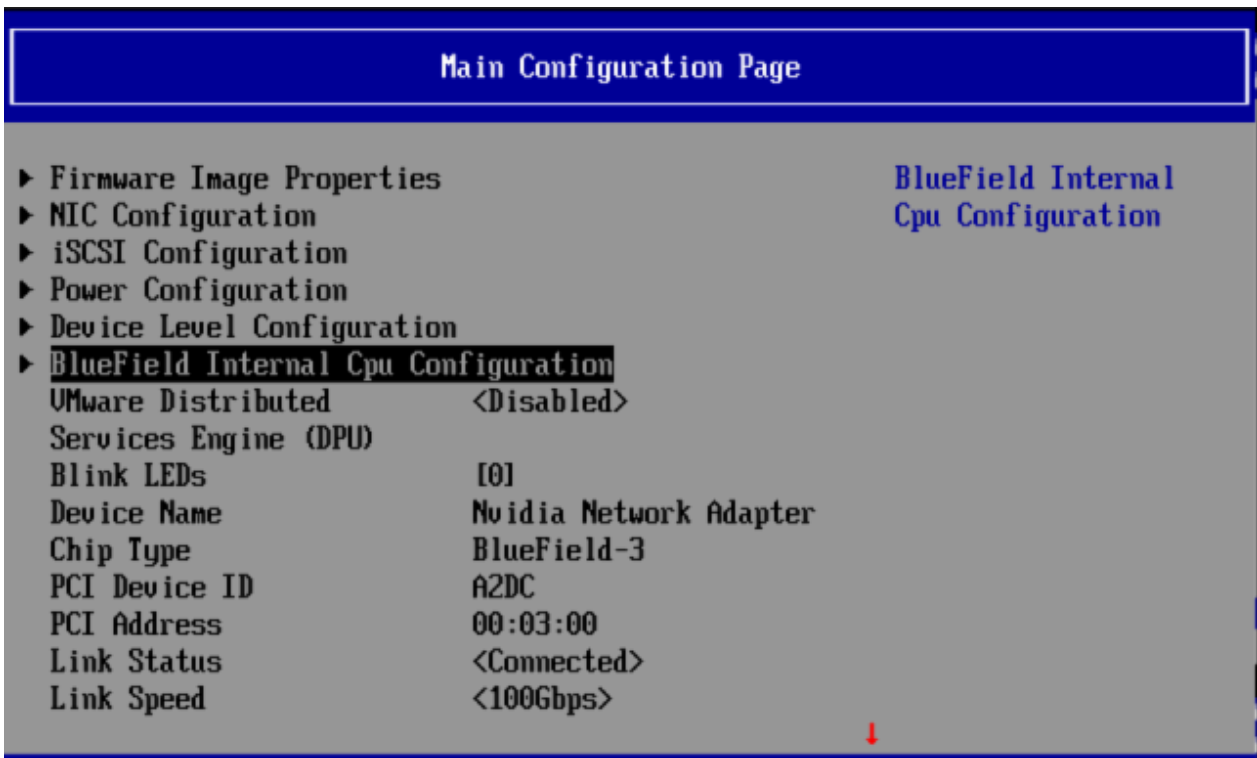 Main Configuration Page
▶ Firmware Image Properties
▶ NIC Configuration
▶ iSCSI Configuration
▶ Power Configuration
▶ Device Level Configuration
▶ BlueField Internal Cpu Configuration
VMware Distributed <Disabled>
Services Engine (DPU)
Blink LEDs [0]
Device Name Nvidia Network Adapter
Chip Type BlueField-3
PCI Device ID A2DC
PCI Address 00:03:00
Link Status <Connected>
Link Speed <100Gbps>
BlueField Internal
Cpu Configuration